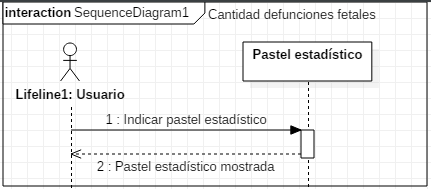 interaction SequenceDiagram1
Cantidad defunciones fetales
Pastel estadístico
Lifeline1: Usuario
1 : Indicar pastel estadístico
2 : Pastel estadístico mostrada